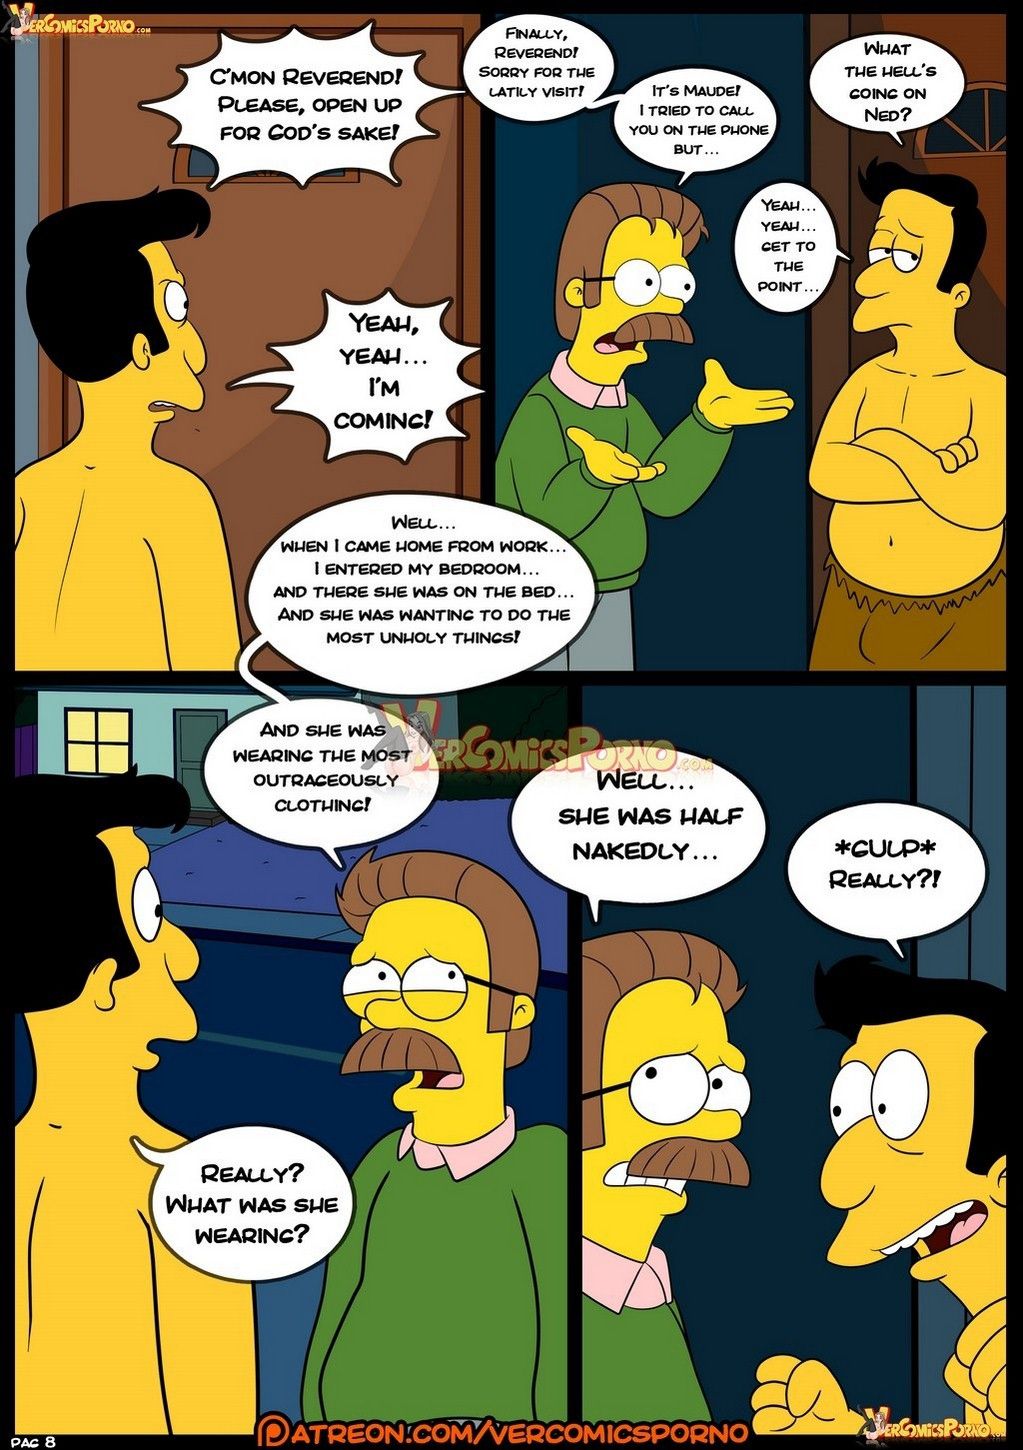 VERCOMICSPORNO.COM
C'MON REVEREND!
PLEASE, OPEN UP
FOR GOD'S SAKE!
YEAH,
YEAH...
I'M
COMING!
FINALLY,
REVEREND!
SORRY FOR THE
LATILY VISIT!
IT'S MAUDE!
I TRIED TO CALL
YOU ON THE PHONE
BUT...
WHAT
THE HELL'S
GOING ON
NED?
YEAH...
YEAH...
GET TO
THE
POINT...
WELL...
WHEN I CAME HOME FROM WORK...
I ENTERED MY BEDROOM...
AND THERE SHE WAS ON THE BED...
AND SHE WAS WANTING TO DO THE
MOST UNHOLY THINGS!
AND SHE WAS
WEARING THE MOST
OUTRAGEOUSLY
CLOTHING!
REALLY?
WHAT WAS SHE
WEARING?
VERCOMICSPORNO.COM
WELL...
SHE WAS HALF
NAKEDLY...
*GULP*
REALLY?!
PAG 8
PATREON.COM/VERCOMICSPORNO
VERCOMICSPORNO.COM